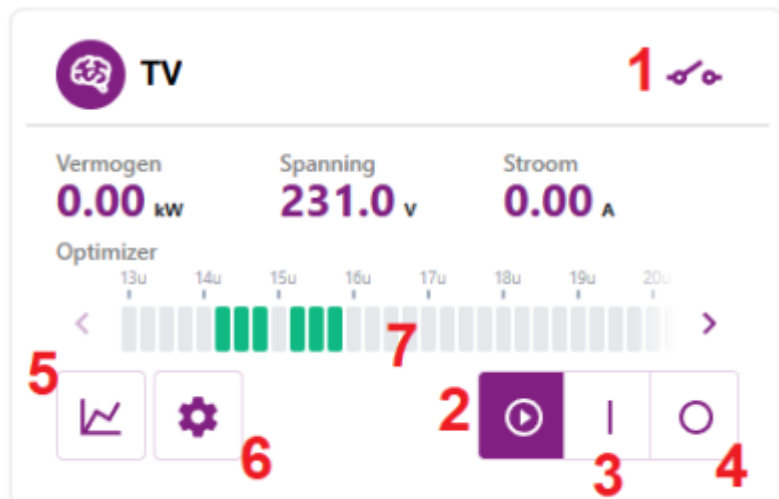 TV 1
Vermogen Spanning Stroom
0.00 kW 231.0 V 0.00 A
Optimizer
13u 14u 15u 16u 17u 18u 19u 20u
7
5 2
6 3 4